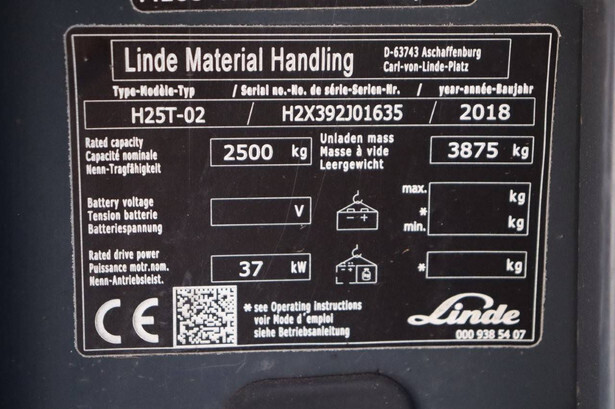 Linde Material Handling
D-63743 Aschaffenburg
Carl-von-Linde-Platz
Type-Modèle-Typ / Serial no.-No. de série-Serien-Nr. / year-année-Baujahr
H25T-02 / H2X392J01635 / 2018
Rated capacity
Capacité nominale
Nenn-Tragfähigkeit
2500 kg
Unladen mass
Masse à vide
Leergewicht
3875 kg
Battery voltage
Tension batterie
Batteriespannung
V
- +
max. kg
*
min. kg
Rated drive power
Puissance motr.nom.
Nenn-Antriebsleist.
37 kW
* kg
CE
* see Operating instructions
voir Mode d'emploi
siehe Betriebsanleitung
Linde
000 938 54 07